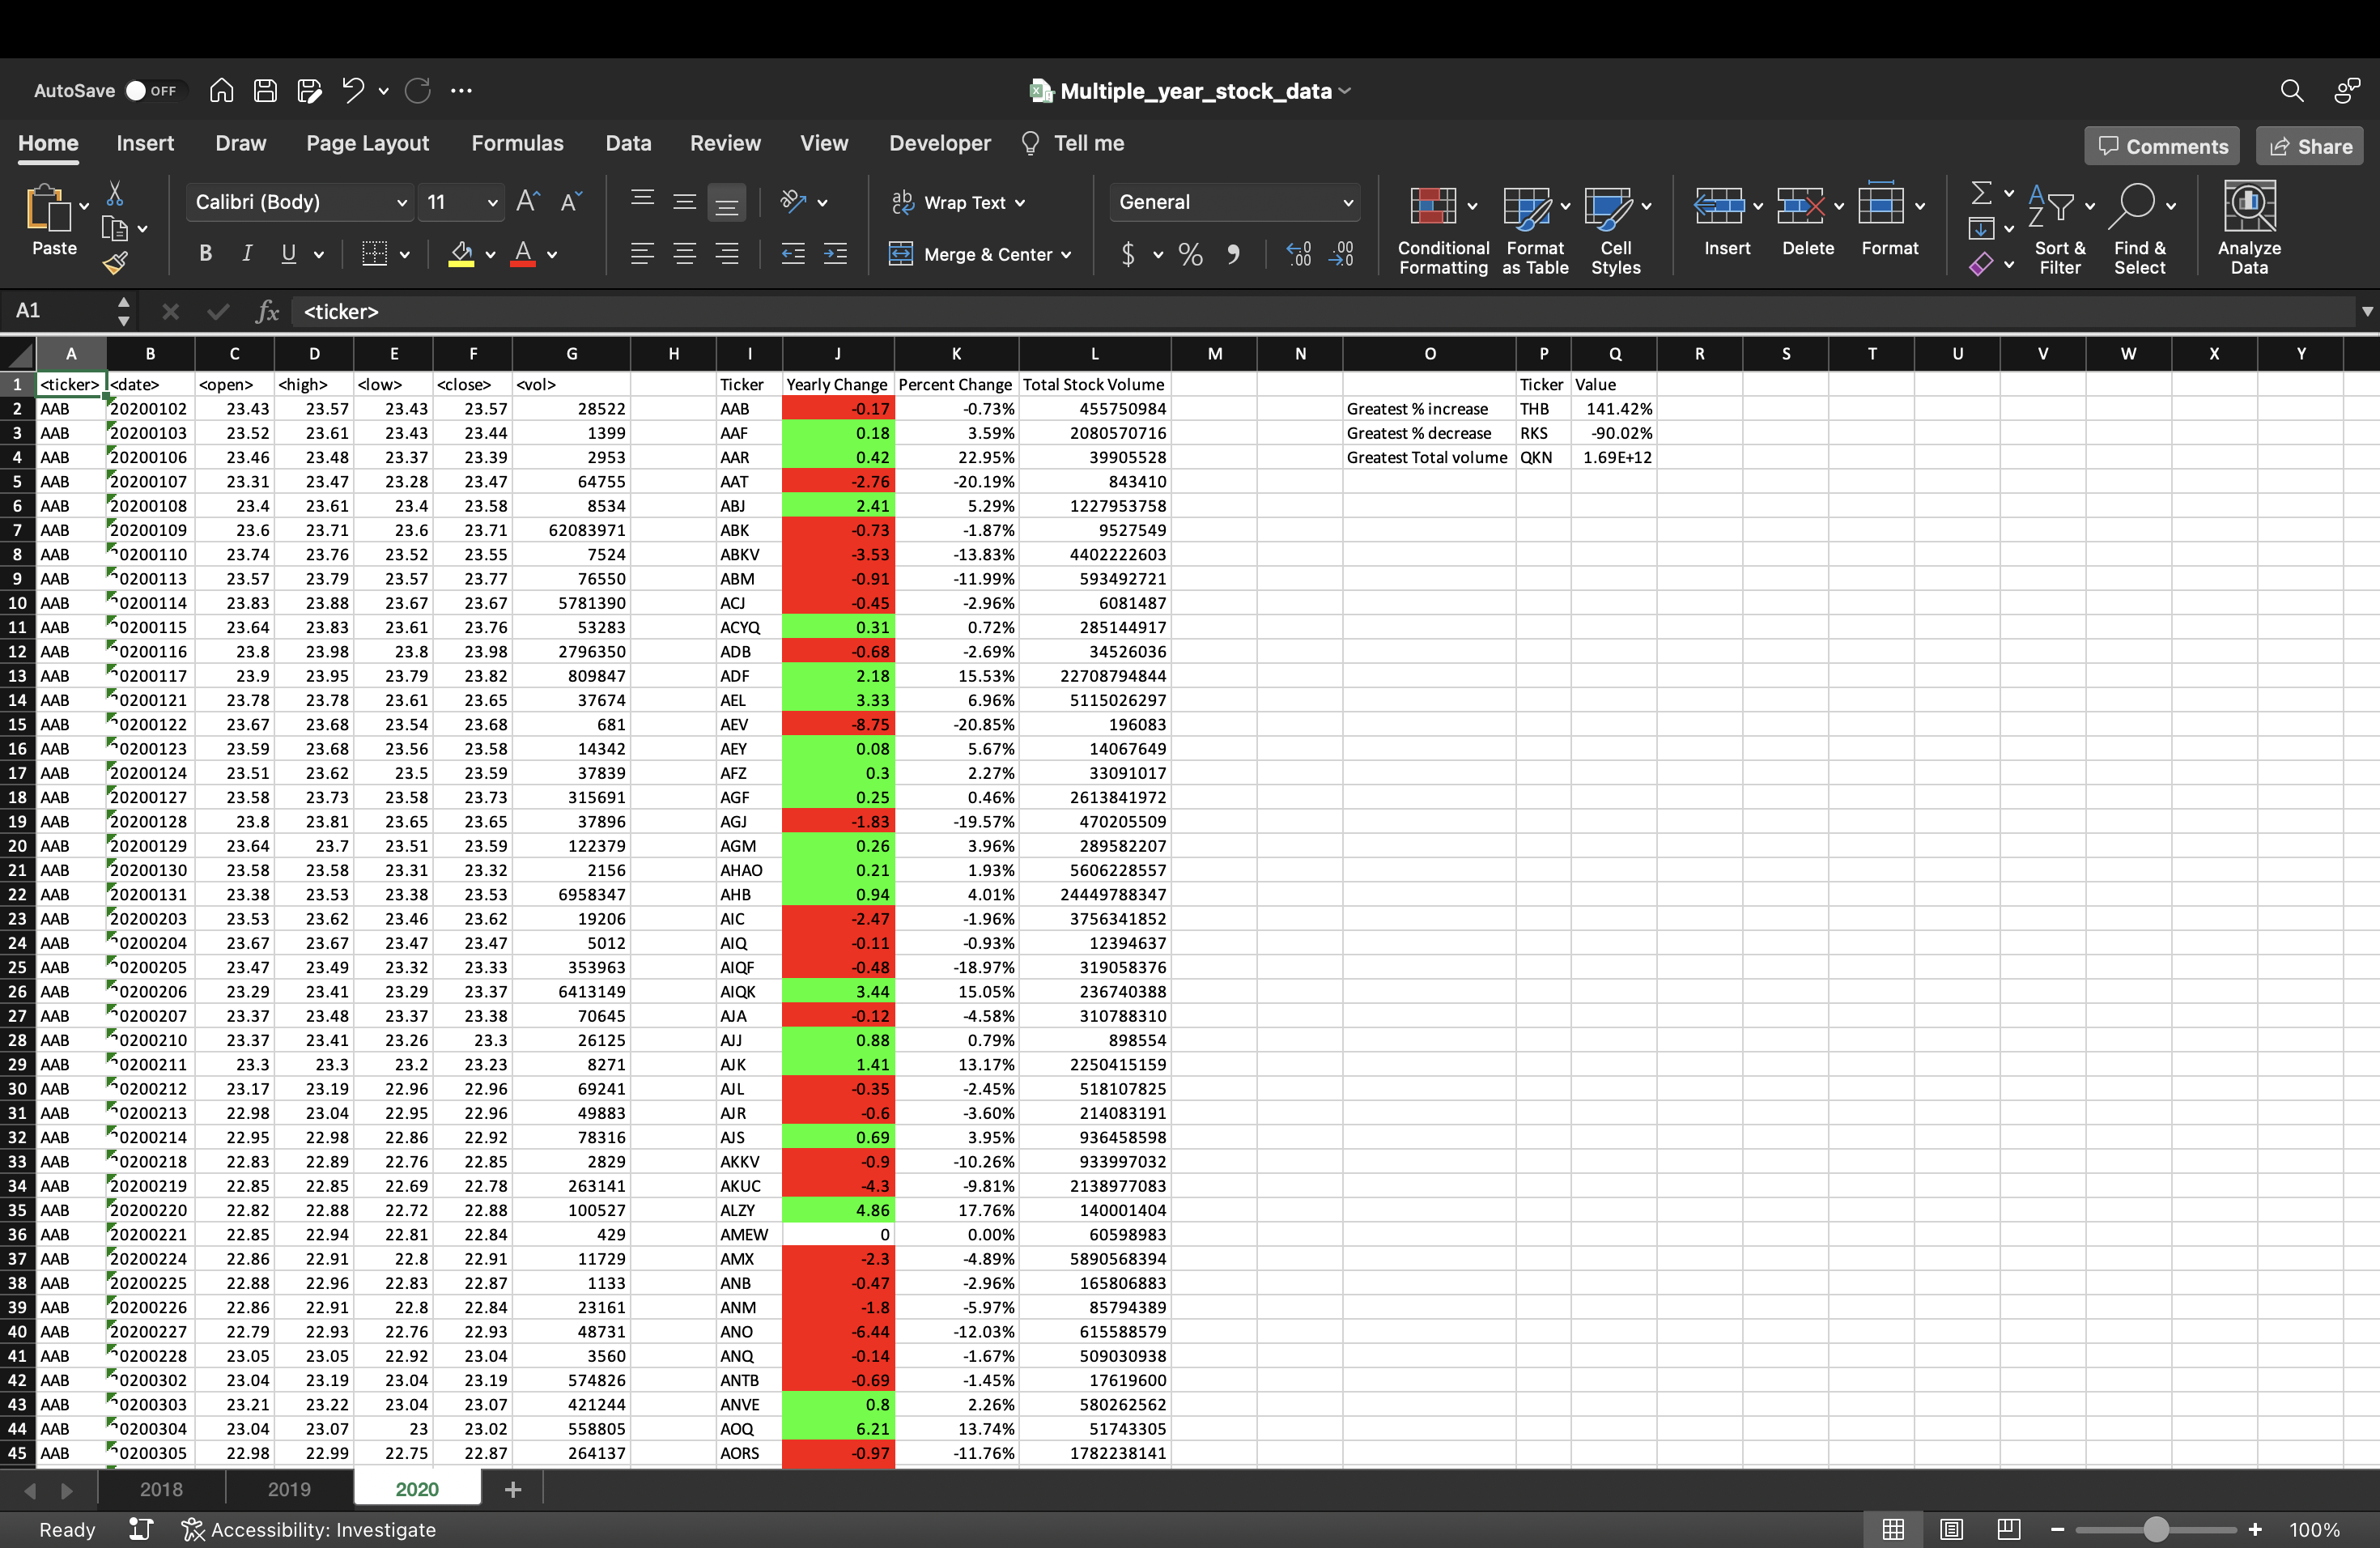 AutoSave OFF Multiple_year_stock_data
Home Insert Draw Page Layout Formulas Data Review View Developer Tell me Comments Share
Paste Calibri (Body) 11 Wrap Text General Conditional Formatting Format as Table Cell Styles Insert Delete Format Sort & Filter Find & Select Analyze Data
B I U Merge & Center $ % 
A1 fx <ticker>
A B C D E F G H I J K L M N O P Q R S T U V W X Y
1 <ticker> <date> <open> <high> <low> <close> <vol> Ticker Yearly Change Percent Change Total Stock Volume Ticker Value
2 AAB 20200102 23.43 23.57 23.43 23.57 28522 AAB -0.17 -0.73% 455750984 Greatest % increase THB 141.42%
3 AAB 20200103 23.52 23.61 23.43 23.44 1399 AAF 0.18 3.59% 2080570716 Greatest % decrease RKS -90.02%
4 AAB 20200106 23.46 23.48 23.37 23.39 2953 AAR 0.42 22.95% 39905528 Greatest Total volume QKN 1.69E+12
5 AAB 20200107 23.31 23.47 23.28 23.47 64755 AAT -2.76 -20.19% 843410
6 AAB 20200108 23.4 23.61 23.4 23.58 8534 ABJ 2.41 5.29% 1227953758
7 AAB 20200109 23.6 23.71 23.6 23.71 62083971 ABK -0.73 -1.87% 9527549
8 AAB 20200110 23.74 23.76 23.52 23.55 7524 ABKV -3.53 -13.83% 4402222603
9 AAB 20200113 23.57 23.79 23.57 23.77 76550 ABM -0.91 -11.99% 593492721
10 AAB 20200114 23.83 23.88 23.67 23.67 5781390 ACJ -0.45 -2.96% 6081487
11 AAB 20200115 23.64 23.83 23.61 23.76 53283 ACYQ 0.31 0.72% 285144917
12 AAB 20200116 23.8 23.98 23.8 23.98 2796350 ADB -0.68 -2.69% 34526036
13 AAB 20200117 23.9 23.95 23.79 23.82 809847 ADF 2.18 15.53% 22708794844
14 AAB 20200121 23.78 23.78 23.61 23.65 37674 AEL 3.33 6.96% 5115026297
15 AAB 20200122 23.67 23.68 23.54 23.68 681 AEV -8.75 -20.85% 196083
16 AAB 20200123 23.59 23.68 23.56 23.58 14342 AEY 0.08 5.67% 14067649
17 AAB 20200124 23.51 23.62 23.5 23.59 37839 AFZ 0.3 2.27% 33091017
18 AAB 20200127 23.58 23.73 23.58 23.73 315691 AGF 0.25 0.46% 2613841972
19 AAB 20200128 23.8 23.81 23.65 23.65 37896 AGJ -1.83 -19.57% 470205509
20 AAB 20200129 23.64 23.7 23.51 23.59 122379 AGM 0.26 3.96% 289582207
21 AAB 20200130 23.58 23.58 23.31 23.32 2156 AHAO 0.21 1.93% 5606228557
22 AAB 20200131 23.38 23.53 23.38 23.53 6958347 AHB 0.94 4.01% 24449788347
23 AAB 20200203 23.53 23.62 23.46 23.62 19206 AIC -2.47 -1.96% 3756341852
24 AAB 20200204 23.67 23.67 23.47 23.47 5012 AIQ -0.11 -0.93% 12394637
25 AAB 20200205 23.47 23.49 23.32 23.33 353963 AIQF -0.48 -18.97% 319058376
26 AAB 20200206 23.29 23.41 23.29 23.37 6413149 AIQK 3.44 15.05% 236740388
27 AAB 20200207 23.37 23.48 23.37 23.38 70645 AJA -0.12 -4.58% 310788310
28 AAB 20200210 23.37 23.41 23.26 23.3 26125 AJJ 0.88 0.79% 898554
29 AAB 20200211 23.3 23.3 23.2 23.23 8271 AJK 1.41 13.17% 2250415159
30 AAB 20200212 23.17 23.19 22.96 22.96 69241 AJL -0.35 -2.45% 518107825
31 AAB 20200213 22.98 23.04 22.95 22.96 49883 AJR -0.6 -3.60% 214083191
32 AAB 20200214 22.95 22.98 22.86 22.92 78316 AJS 0.69 3.95% 936458598
33 AAB 20200218 22.83 22.89 22.76 22.85 2829 AKKV -0.9 -10.26% 933997032
34 AAB 20200219 22.85 22.85 22.69 22.78 263141 AKUC -4.3 -9.81% 2138977083
35 AAB 20200220 22.82 22.88 22.72 22.88 100527 ALZY 4.86 17.76% 140001404
36 AAB 20200221 22.85 22.94 22.81 22.84 429 AMEW 0 0.00% 60598983
37 AAB 20200224 22.86 22.91 22.8 22.91 11729 AMX -2.3 -4.89% 5890568394
38 AAB 20200225 22.88 22.96 22.83 22.87 1133 ANB -0.47 -2.96% 165806883
39 AAB 20200226 22.86 22.91 22.8 22.84 23161 ANM -1.8 -5.97% 85794389
40 AAB 20200227 22.79 22.93 22.76 22.93 48731 ANO -6.44 -12.03% 615588579
41 AAB 20200228 23.05 23.05 22.92 23.04 3560 ANQ -0.14 -1.67% 509030938
42 AAB 20200302 23.04 23.19 23.04 23.19 574826 ANTB -0.69 -1.45% 17619600
43 AAB 20200303 23.21 23.22 23.04 23.07 421244 ANVE 0.8 2.26% 580262562
44 AAB 20200304 23.04 23.07 23 23.02 558805 AOQ 6.21 13.74% 51743305
45 AAB 20200305 22.98 22.99 22.75 22.87 264137 AORS -0.97 -11.76% 1782238141
2018 2019 2020
Ready Accessibility: Investigate 100%